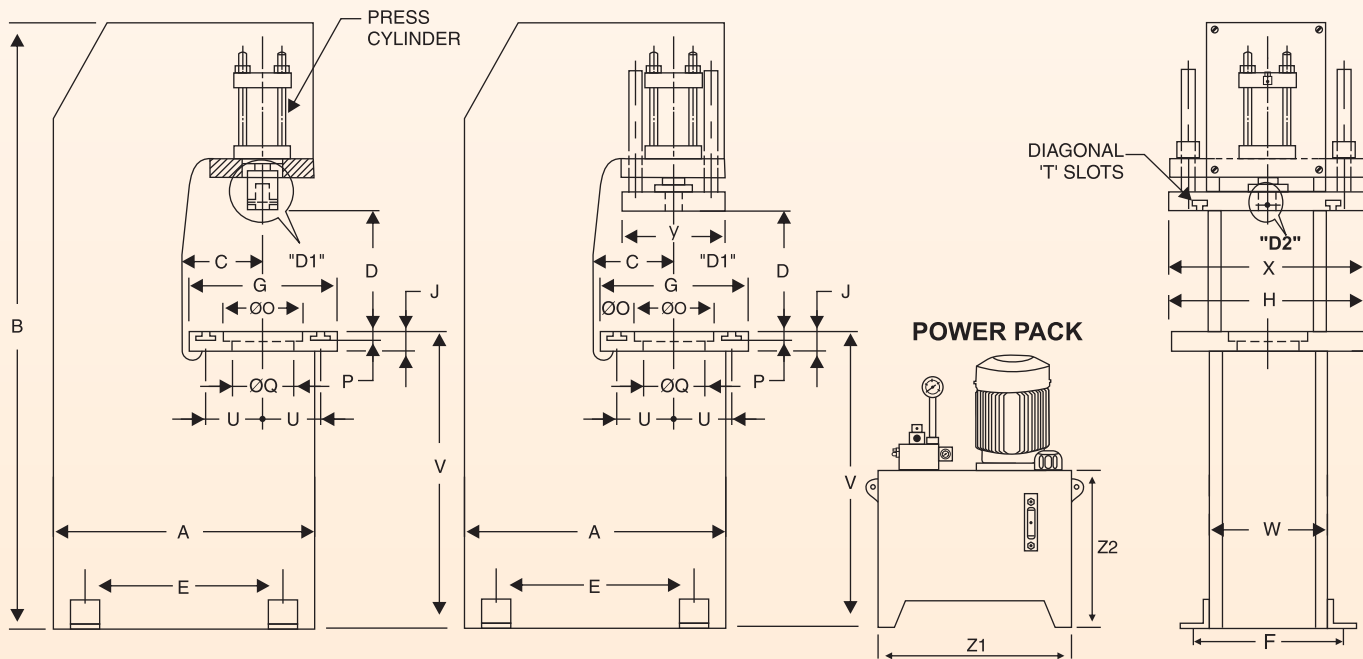 PRESS
CYLINDER
B
C
"D1"
D
G
ØO
J
P
ØQ
U
U
V
A
E
y
C
"D1"
D
G
ØO
ØO
J
P
ØQ
U
U
V
A
E
POWER PACK
Z2
Z1
DIAGONAL
'T' SLOTS
"D2"
X
H
W
F